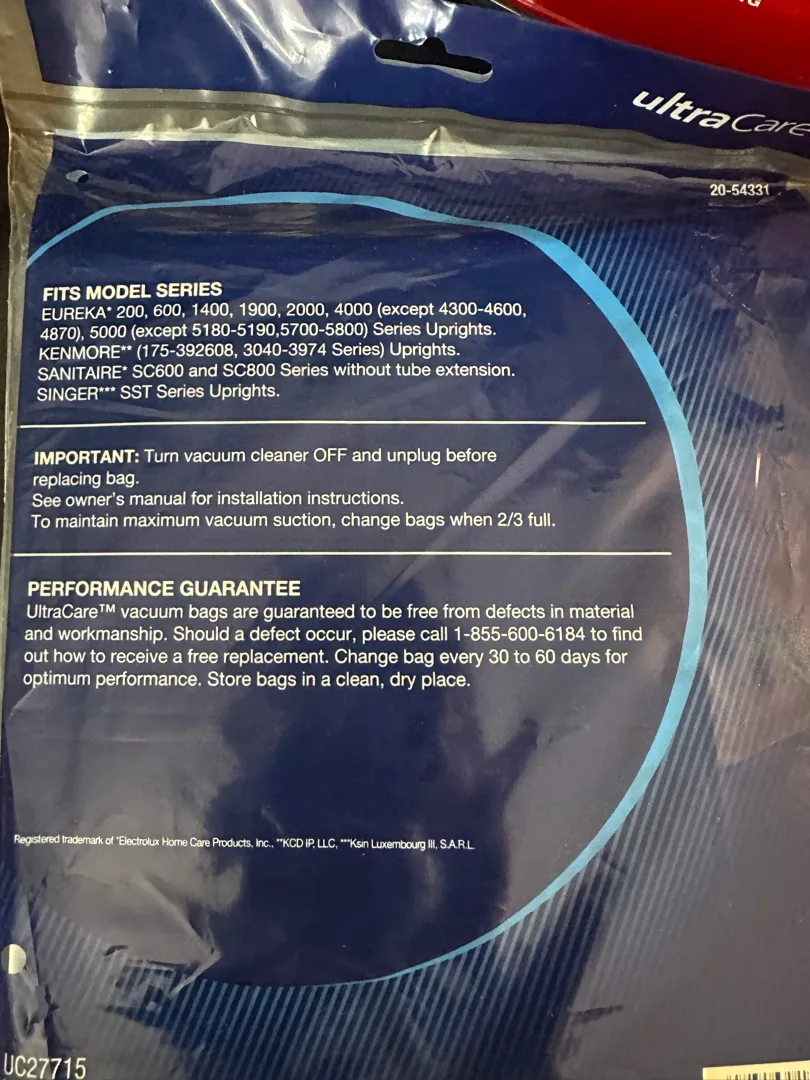 ultraCare
20-54331
FITS MODEL SERIES
EUREKA* 200, 600, 1400, 1900, 2000, 4000 (except 4300-4600,
4870), 5000 (except 5180-5190,5700-5800) Series Uprights.
KENMORE** (175-392608, 3040-3974 Series) Uprights.
SANITAIRE* SC600 and SC800 Series without tube extension.
SINGER*** SST Series Uprights.
IMPORTANT: Turn vacuum cleaner OFF and unplug before
replacing bag.
See owner's manual for installation instructions.
To maintain maximum vacuum suction, change bags when 2/3 full.
PERFORMANCE GUARANTEE
UltraCare™ vacuum bags are guaranteed to be free from defects in material
and workmanship. Should a defect occur, please call 1-855-600-6184 to find
out how to receive a free replacement. Change bag every 30 to 60 days for
optimum performance. Store bags in a clean, dry place.
Registered trademark of *Electrolux Home Care Products, Inc., **KCD IP, LLC, ***Ksin Luxembourg III, S.A.R.L.
UC27715